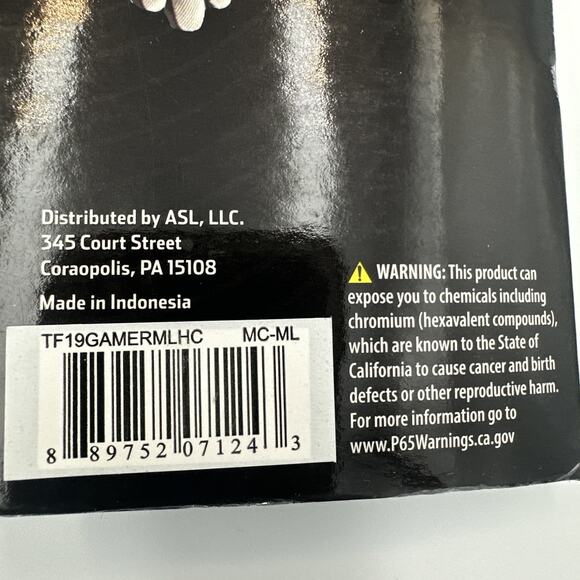 Distributed by ASL, LLC.
345 Court Street
Coraopolis, PA 15108
Made in Indonesia
TF19GAMERMLHC MC-ML
8 89752 07124 3
⚠ WARNING: This product can
expose you to chemicals including
chromium (hexavalent compounds),
which are known to the State of
California to cause cancer and birth
defects or other reproductive harm.
For more information go to
www.P65Warnings.ca.gov